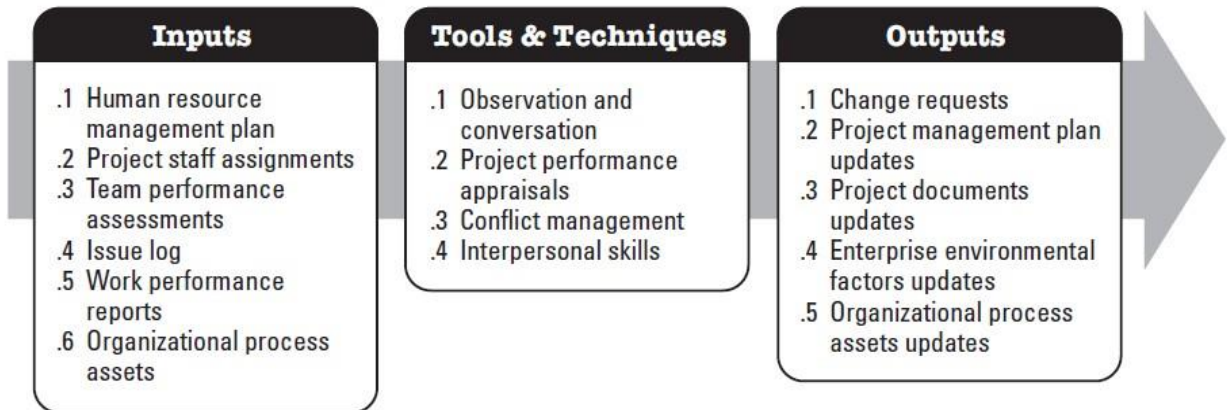 Inputs
.1 Human resource
management plan
.2 Project staff assignments
.3 Team performance
assessments
.4 Issue log
.5 Work performance
reports
.6 Organizational process
assets
Tools & Techniques
.1 Observation and
conversation
.2 Project performance
appraisals
.3 Conflict management
.4 Interpersonal skills
Outputs
.1 Change requests
.2 Project management plan
updates
.3 Project documents
updates
.4 Enterprise environmental
factors updates
.5 Organizational process
assets updates